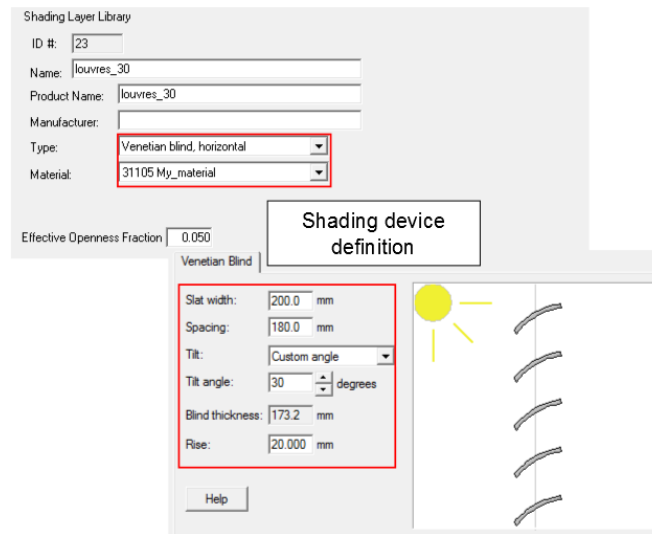 Shading Layer Library
ID #: 23
Name: louvres_30
Product Name: louvres_30
Manufacturer:
Type: Venetian blind, horizontal
Material: 31105 My_material
Effective Openness Fraction 0.050
Shading device
definition
Venetian Blind
Slat width: 200.0 mm
Spacing: 180.0 mm
Tilt: Custom angle
Tilt angle: 30 degrees
Blind thickness: 173.2 mm
Rise: 20.000 mm
Help